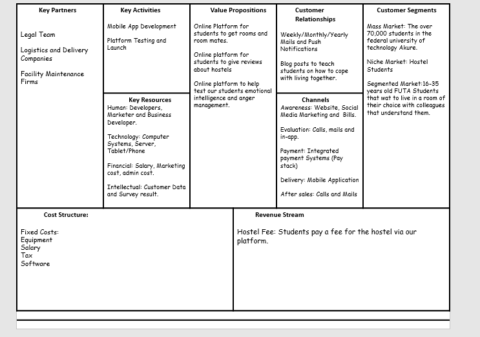 Key Partners
Legal Team
Logistics and Delivery
Companies
Facility Maintenance
Firms
Key Activities
Mobile App Development
Platform Testing and
Launch
Key Resources
Human: Developers,
Marketer and Business
Developer.
Technology: Computer
Systems, Server,
Tablet/Phone
Financial: Salary, Marketing
cost, admin cost.
Intellectual: Customer Data
and Survey result.
Value Propositions
Online Platform for
students to get rooms and
room mates.
Online platform for
students to give reviews
about hostels
Online platform to help
test our students emotional
intelligence and anger
management.
Customer
Relationships
Weekly/Monthly/Yearly
Mails and Push
Notifications
Blog posts to teach
students on how to cope
with living together.
Channels
Awareness: Website, Social
Media Marketing and Bills.
Evaluation: Calls, mails and
in-app.
Payment: Integrated
payment Systems (Pay
stack)
Delivery: Mobile Application
After sales: Calls and Mails
Customer Segments
Mass Market: The over
70,000 students in the
federal university of
technology Akure.
Niche Market: Hostel
Students
Segmented Market:16-35
years old FUTA Students
that wat to live in a room of
their choice with colleagues
that understand them.
Cost Structure:
Fixed Costs:
Equipment
Salary
Tax
Software
Revenue Stream
Hostel Fee: Students pay a fee for the hostel via our
platform.